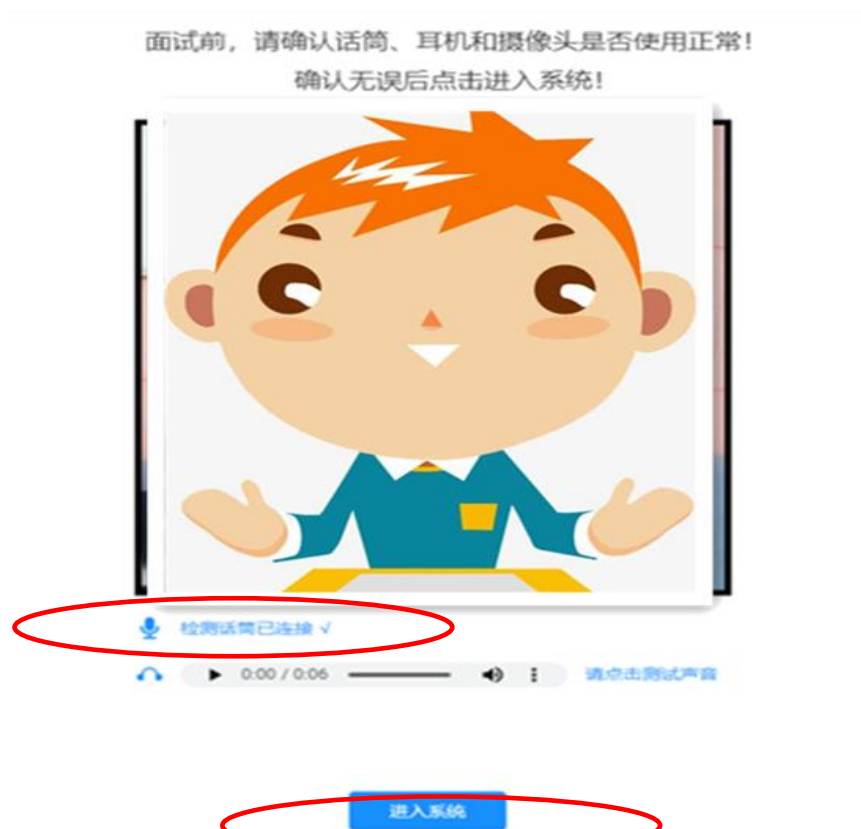 面试前，请确认话筒、耳机和摄像头是否使用正常！
确认无误后点击进入系统！
检测话筒已连接 √
0:00 / 0:06 请点击测试声音
进入系统